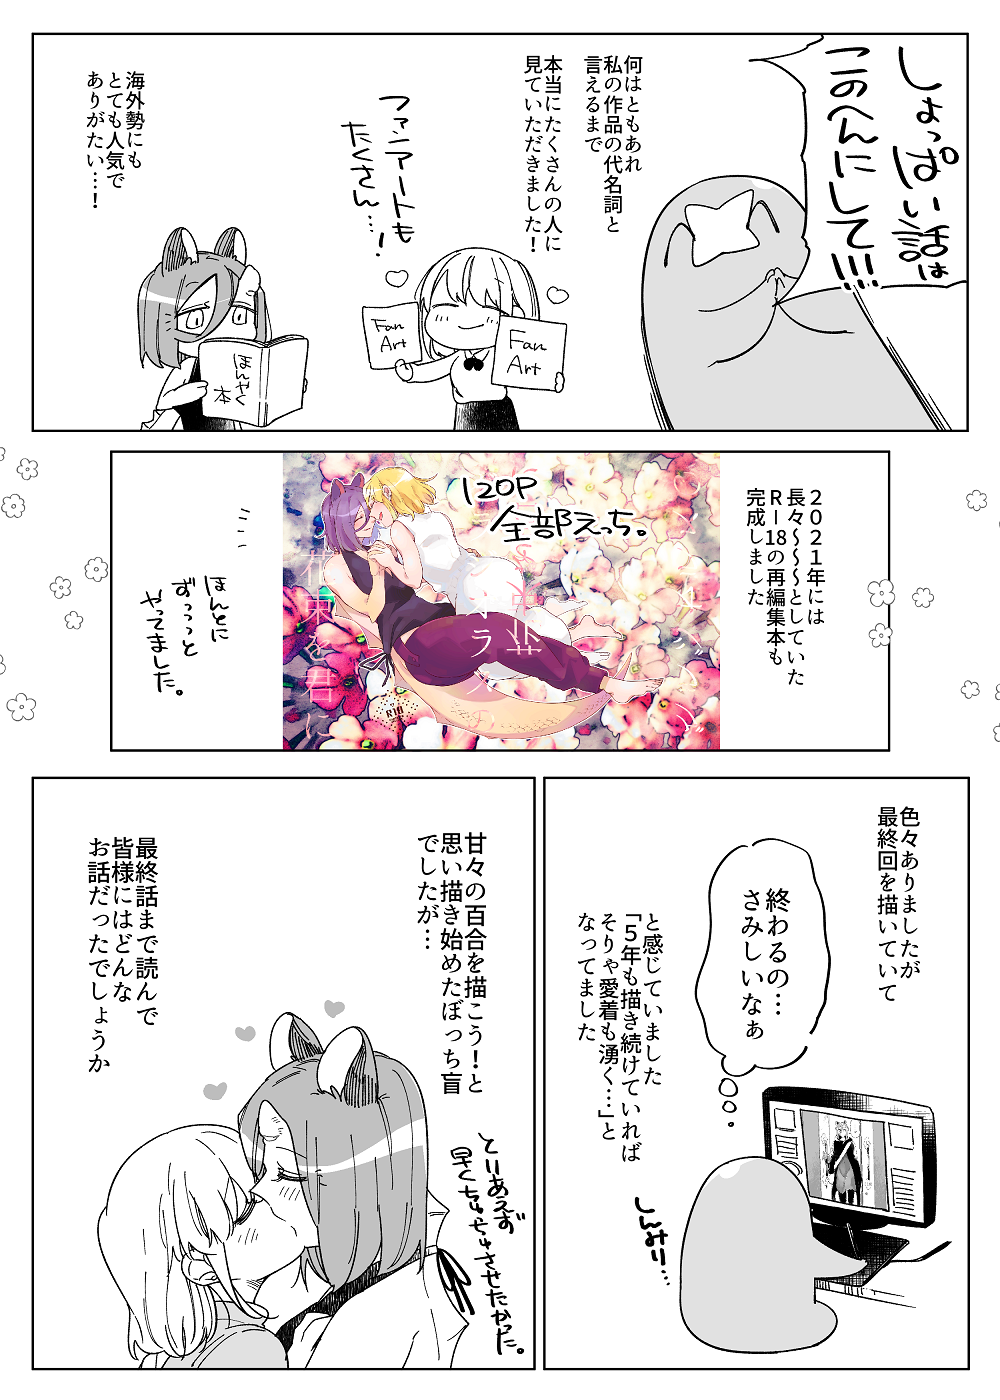 しょっぱい話は
このへんにして!!!
何はともあれ
私の作品の代名詞と
言えるまで
本当にたくさんの人に
見ていただきました！
ファンアートも
たくさん…！
Fan
Art
Fan
Art
海外勢にも
とても人気で
ありがたい…！
ほんやく
本
２０２１年には
長々～～～としていた
Ｒ－18の再編集本も
完成しました
120P
全部えっち。
花束を君に
R18
ほんとに
ずっっっと
やってました。
色々ありましたが
最終回を描いていて
終わるの…
さみしいなぁ
と感じていました
「５年も描き続けていれば
そりゃ愛着も湧く…」と
なってました
しんみり…
甘々の百合を描こう！と
思い描き始めたぼっち盲
でしたが…
とりあえず
早くちゅちゅさせたかった。
最終話まで読んで
皆様にはどんな
お話だったでしょうか